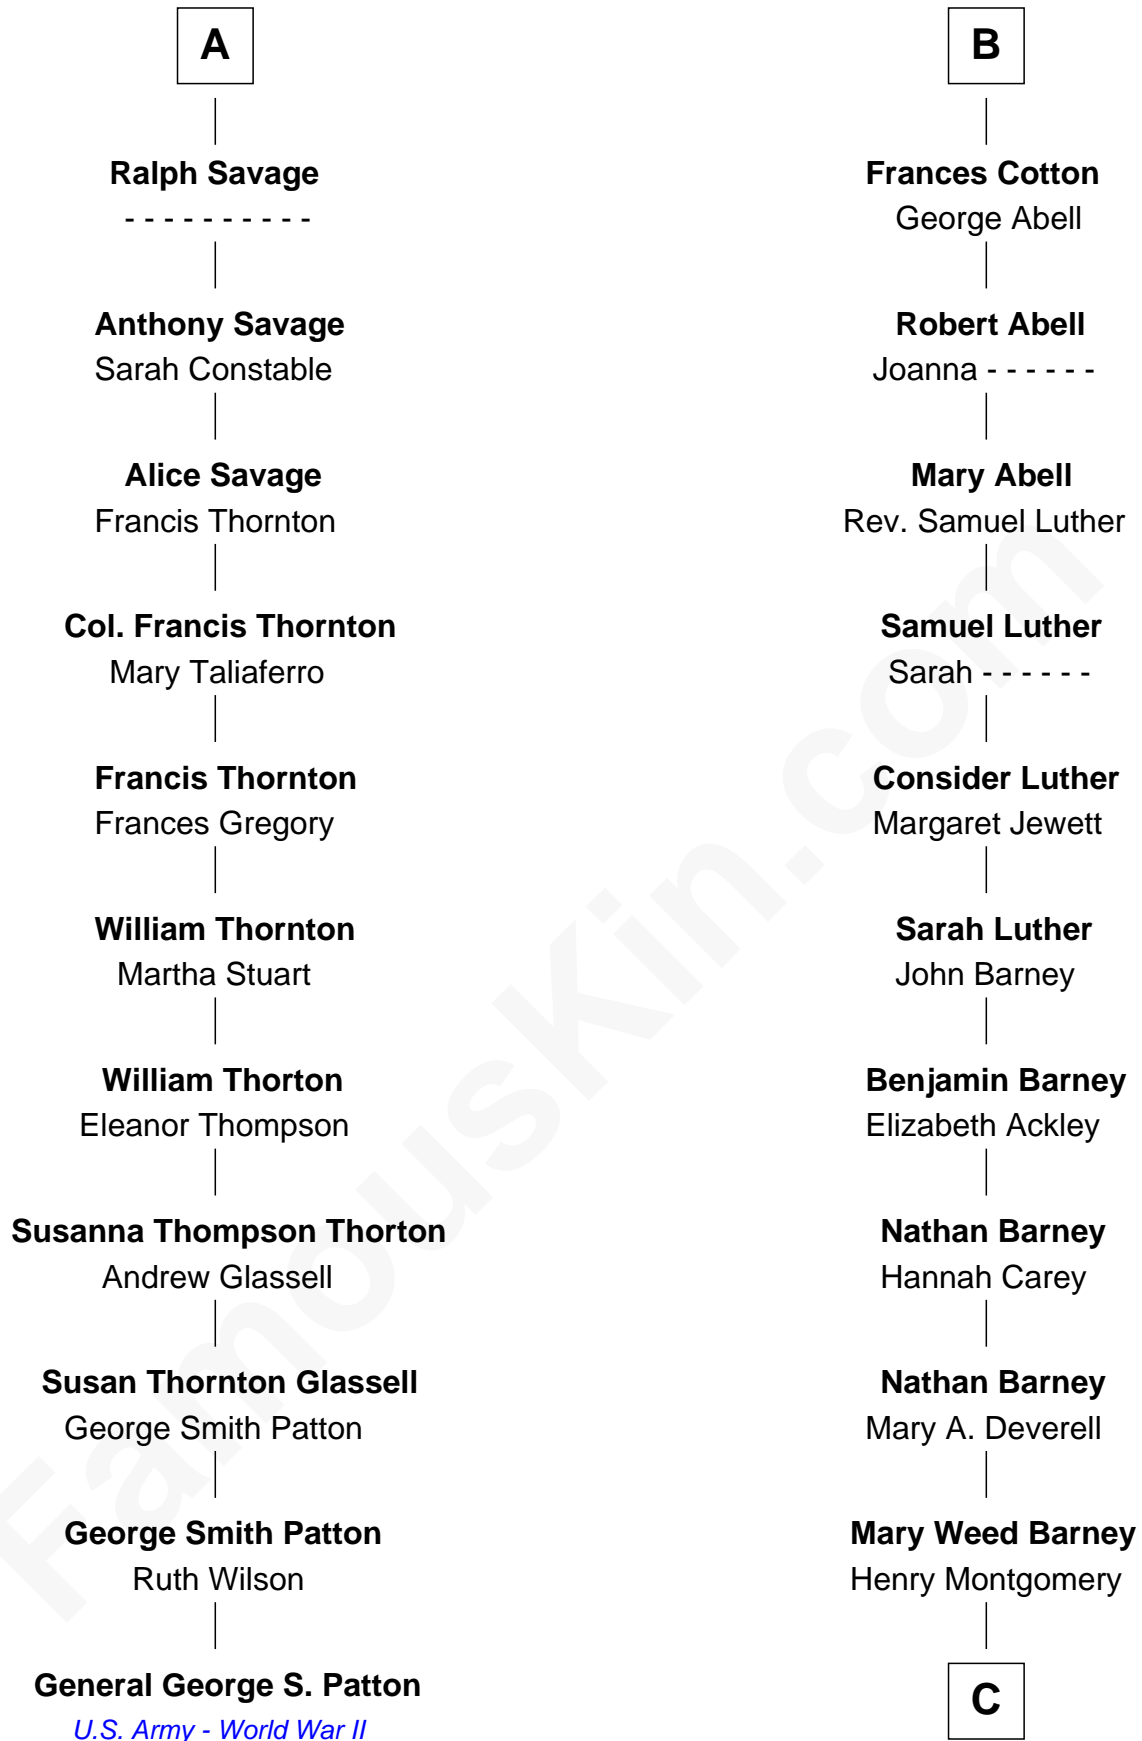 A
Ralph Savage
- - - - - - - - - -
Anthony Savage
Sarah Constable
Alice Savage
Francis Thornton
Col. Francis Thornton
Mary Taliaferro
Francis Thornton
Frances Gregory
William Thornton
Martha Stuart
William Thorton
Eleanor Thompson
Susanna Thompson Thorton
Andrew Glassell
Susan Thornton Glassell
George Smith Patton
George Smith Patton
Ruth Wilson
General George S. Patton
U.S. Army - World War II
B
Frances Cotton
George Abell
Robert Abell
Joanna - - - - - -
Mary Abell
Rev. Samuel Luther
Samuel Luther
Sarah - - - - - -
Consider Luther
Margaret Jewett
Sarah Luther
John Barney
Benjamin Barney
Elizabeth Ackley
Nathan Barney
Hannah Carey
Nathan Barney
Mary A. Deverell
Mary Weed Barney
Henry Montgomery
C
FamousKin.com